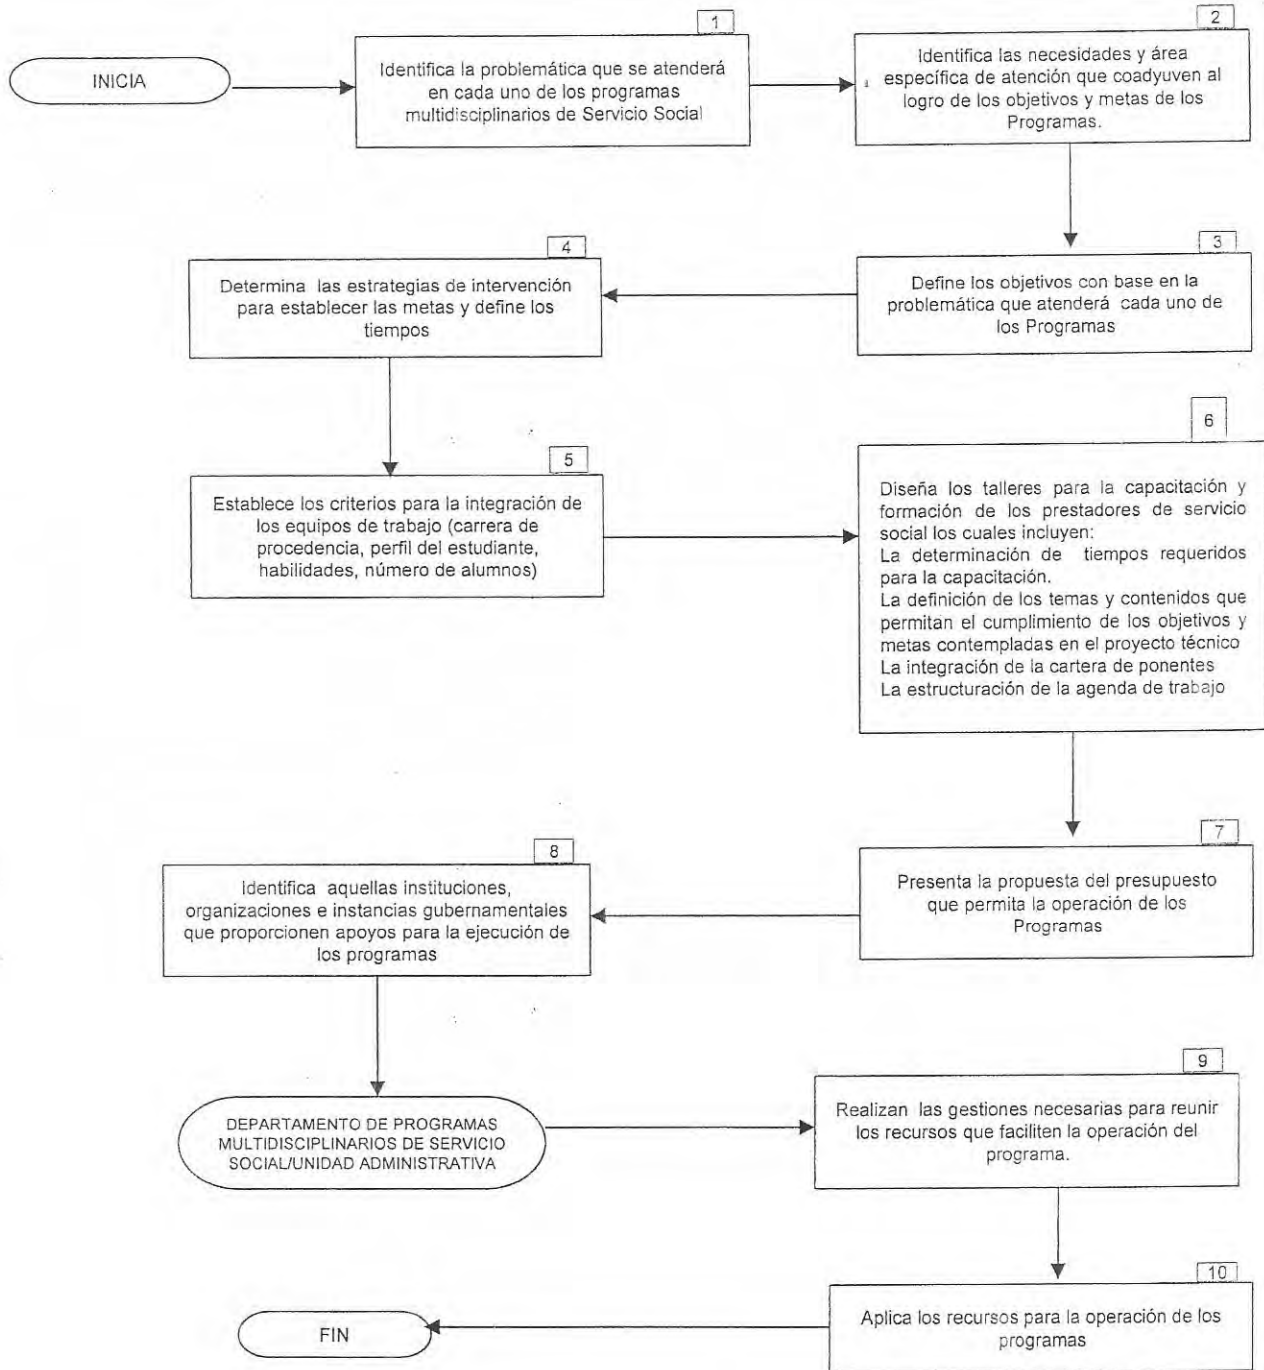 INICIA
1
Identifica la problemática que se atenderá
en cada uno de los programas
multidisciplinarios de Servicio Social
2
Identifica las necesidades y área
específica de atención que coadyuven al
logro de los objetivos y metas de los
Programas.
3
Define los objetivos con base en la
problemática que atenderá cada uno de
los Programas
4
Determina las estrategias de intervención
para establecer las metas y define los
tiempos
5
Establece los criterios para la integración de
los equipos de trabajo (carrera de
procedencia, perfil del estudiante,
habilidades, número de alumnos)
6
Diseña los talleres para la capacitación y
formación de los prestadores de servicio
social los cuales incluyen:
La determinación de tiempos requeridos
para la capacitación.
La definición de los temas y contenidos que
permitan el cumplimiento de los objetivos y
metas contempladas en el proyecto técnico
La integración de la cartera de ponentes
La estructuración de la agenda de trabajo
7
Presenta la propuesta del presupuesto
que permita la operación de los
Programas
8
Identifica aquellas instituciones,
organizaciones e instancias gubernamentales
que proporcionen apoyos para la ejecución de
los programas
DEPARTAMENTO DE PROGRAMAS
MULTIDISCIPLINARIOS DE SERVICIO
SOCIAL/UNIDAD ADMINISTRATIVA
9
Realizan las gestiones necesarias para reunir
los recursos que faciliten la operación del
programa.
10
Aplica los recursos para la operación de los
programas
FIN